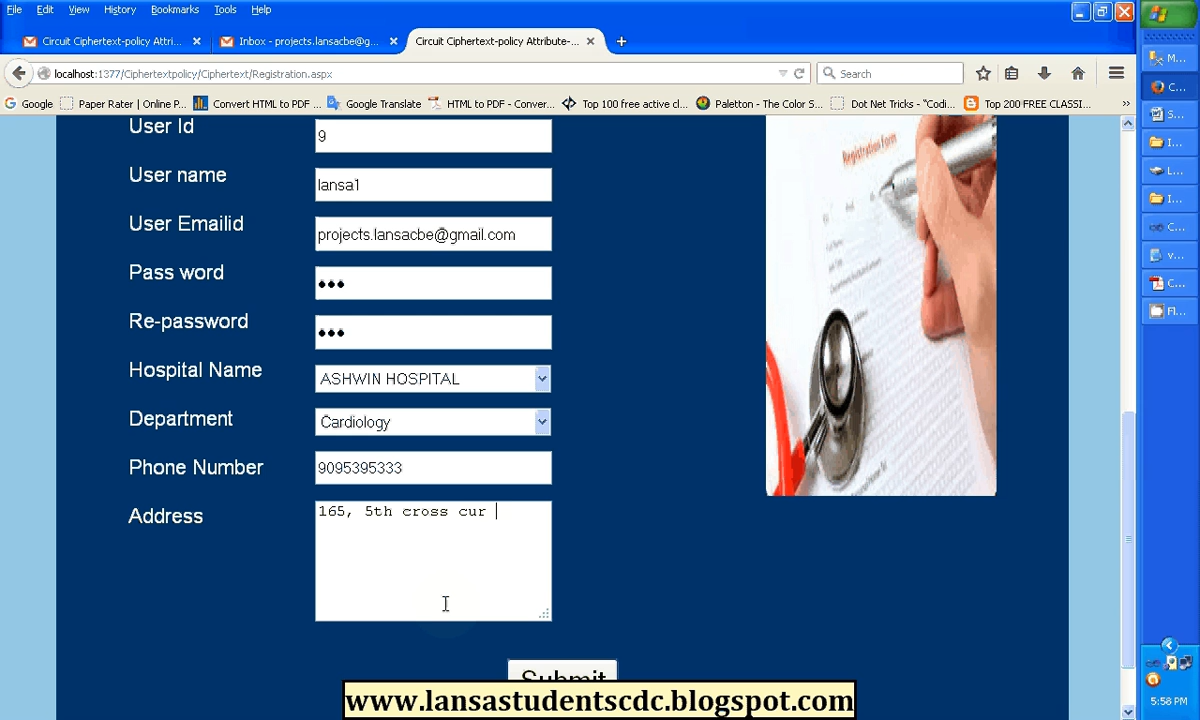 File Edit View History Bookmarks Tools Help
Circuit Ciphertext-policy Attri... Inbox - projects.lansacbe@g... Circuit Ciphertext-policy Attribute-...
localhost:1377/Ciphertextpolicy/Ciphertext/Registration.aspx Search
Google Paper Rater | Online P... Convert HTML to PDF ... Google Translate HTML to PDF - Conver... Top 100 free active cl... Paletton - The Color S... Dot Net Tricks - "Codi... Top 200 FREE CLASSI...
User Id 9
User name lansa1
User Emailid projects.lansacbe@gmail.com
Pass word
Re-password
Hospital Name ASHWIN HOSPITAL
Department Cardiology
Phone Number 9095395333
Address 165, 5th cross cur
Submit
Registration Form
www.lansastudentscdc.blogspot.com
M...
C...
S...
I...
L...
I...
C...
v...
C...
Fl...
5:58 PM